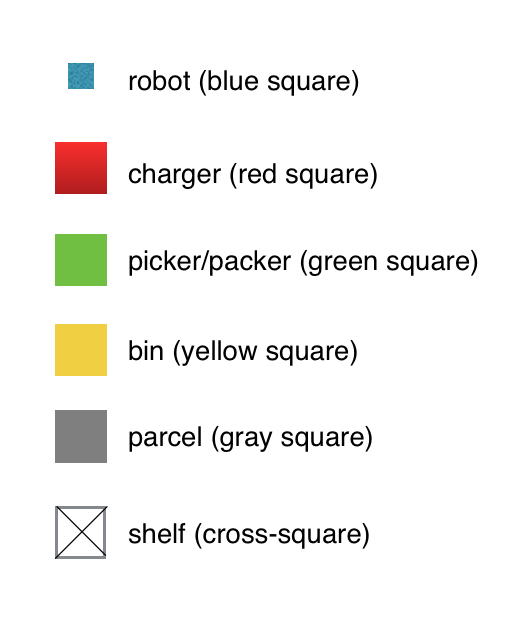 robot (blue square)
charger (red square)
picker/packer (green square)
bin (yellow square)
parcel (gray square)
shelf (cross-square)